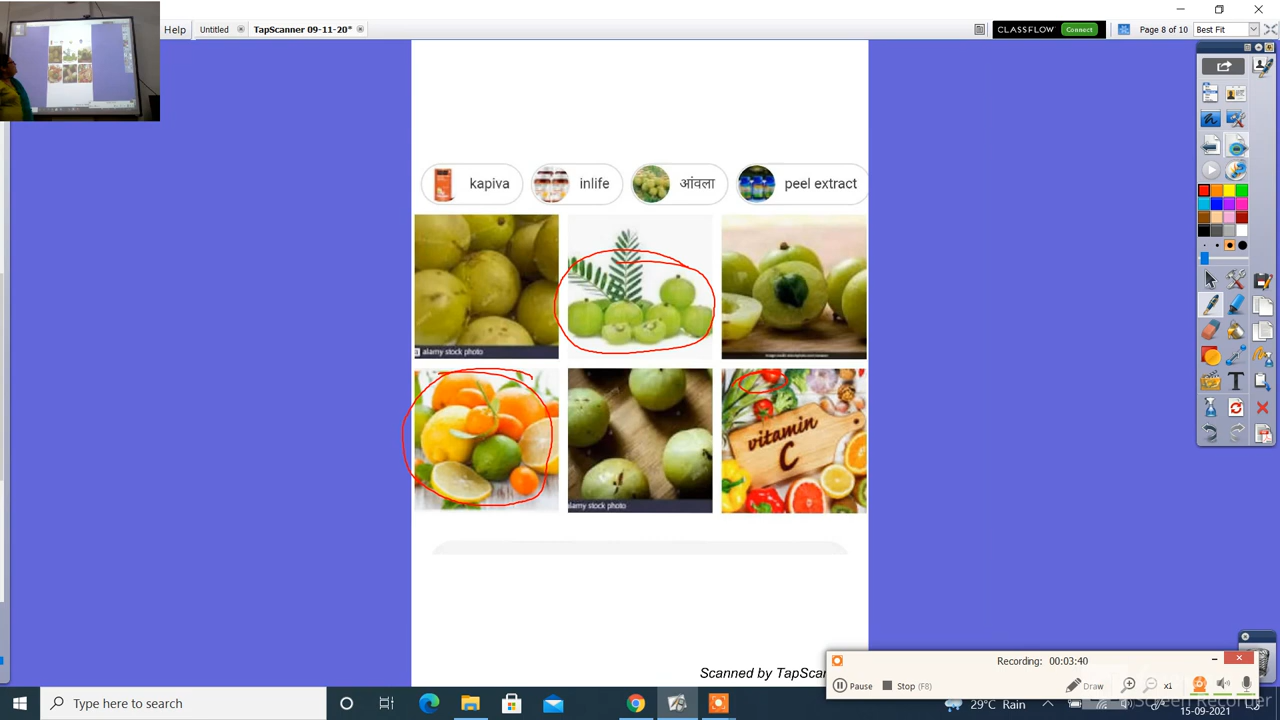 Help
Untitled
TapScanner 09-11-20*
CLASSFLOW
Connect
Page 8 of 10
Best Fit
kapiva
inlife
आंवला
peel extract
alamy stock photo
alamy stock photo
vitamin
C
Scanned by TapScan
Recording: 00:03:40
Pause
Stop (F8)
x1
Draw
Type here to search
29°C Rain
15-09-2021